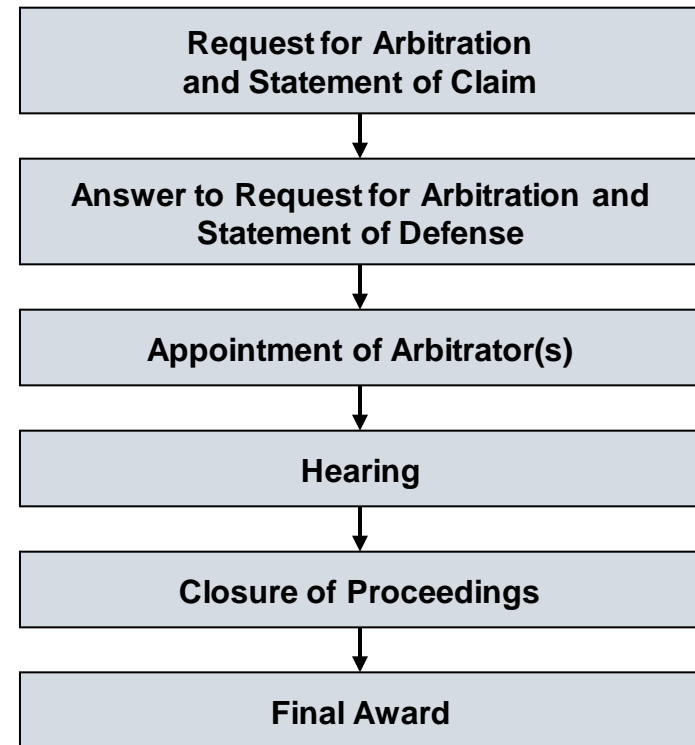 Request for Arbitration
and Statement of Claim
Answer to Request for Arbitration and
Statement of Defense
Appointment of Arbitrator(s)
Hearing
Closure of Proceedings
Final Award